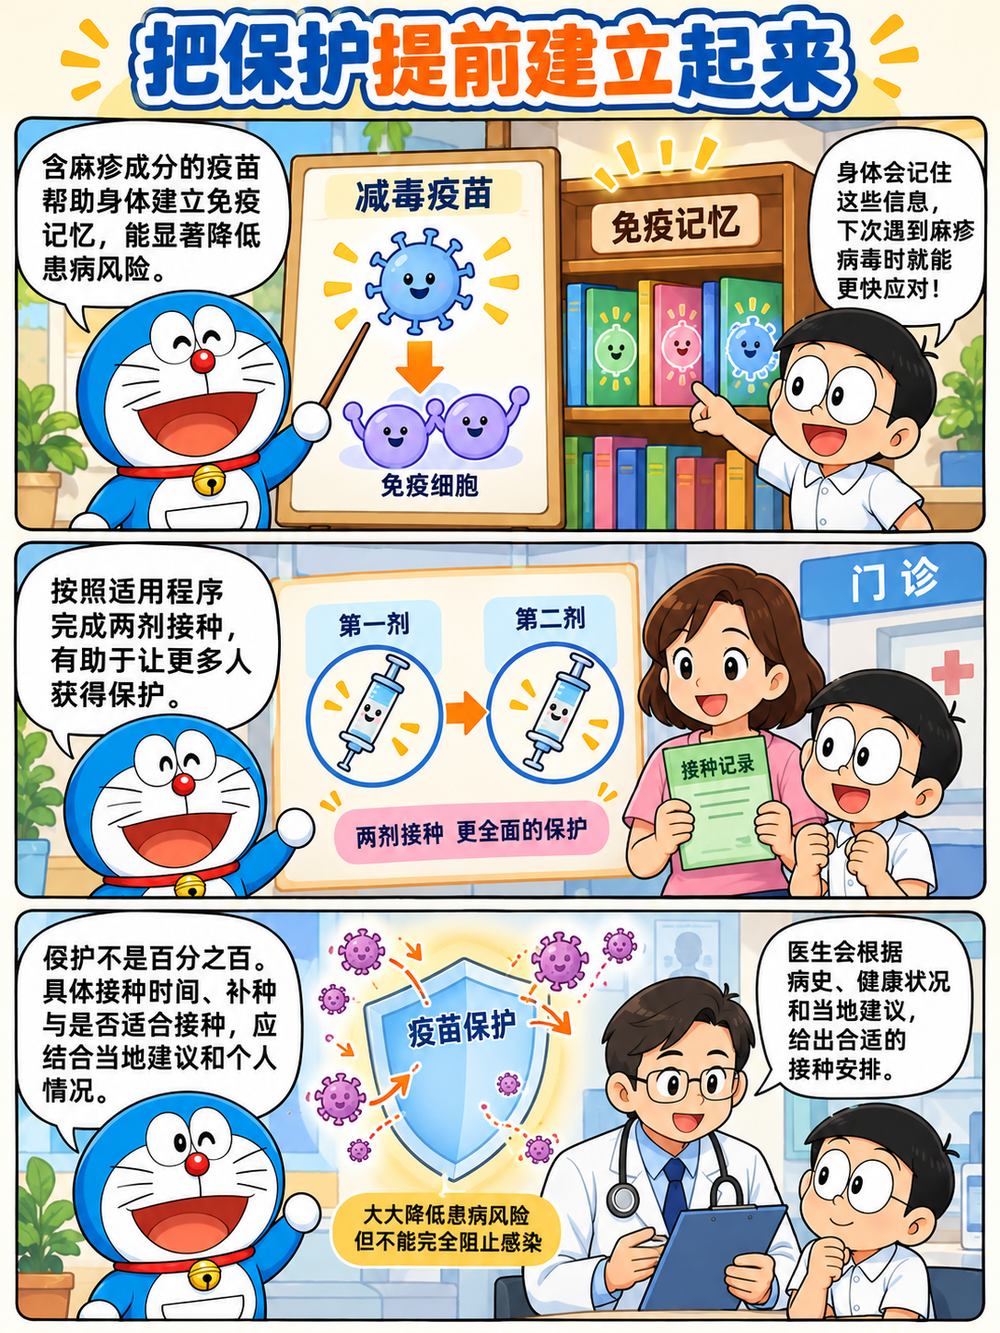 把保护提前建立起来
含麻疹成分的疫苗
帮助身体建立免疫
记忆，能显著降低
患病风险。
减毒疫苗
免疫细胞
免疫记忆
身体会记住
这些信息，
下次遇到麻疹
病毒时就能
更快应对！
按照适用程序
完成两剂接种，
有助于让更多人
获得保护。
第一剂
第二剂
两剂接种 更全面的保护
门诊
接种记录
护不是百分之百。
具体接种时间、补种
与是否适合接种，应
结合当地建议和个人
情况。
疫苗保护
大大降低患病风险
但不能完全阻止感染
医生会根据
病史、健康状况
和当地建议，
给出合适的
接种安排。